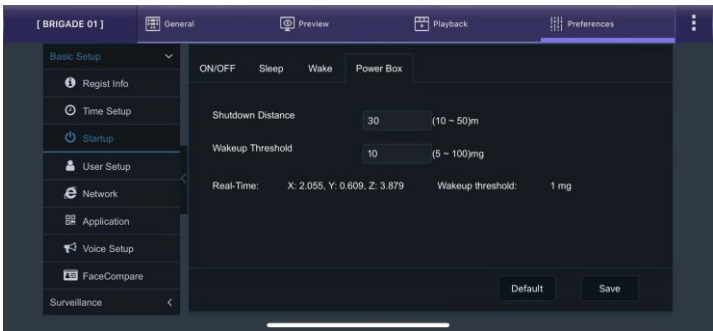 [ BRIGADE 01 ] General Preview Playback Preferences
Basic Setup
Regist Info
Time Setup
Startup
User Setup
Network
Application
Voice Setup
FaceCompare
Surveillance
ON/OFF Sleep Wake Power Box
Shutdown Distance 30 (10 ~ 50)m
Wakeup Threshold 10 (5 ~ 100)mg
Real-Time: X: 2.055, Y: 0.609, Z: 3.879 Wakeup threshold: 1 mg
Default Save